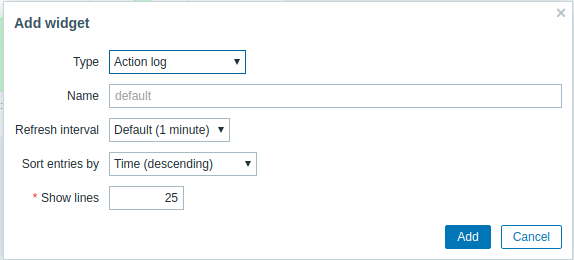 Add widget
Type Action log
Name default
Refresh interval Default (1 minute)
Sort entries by Time (descending)
* Show lines 25
Add Cancel